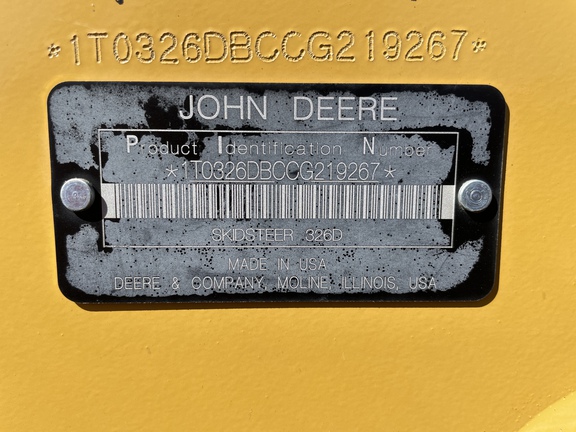 *1T0326DBCCG219267*
JOHN DEERE
Product Identification Number
*1T0326DBCCG219267*
SKIDSTEER 326D
MADE IN USA
DEERE & COMPANY, MOLINE, ILLINOIS, USA